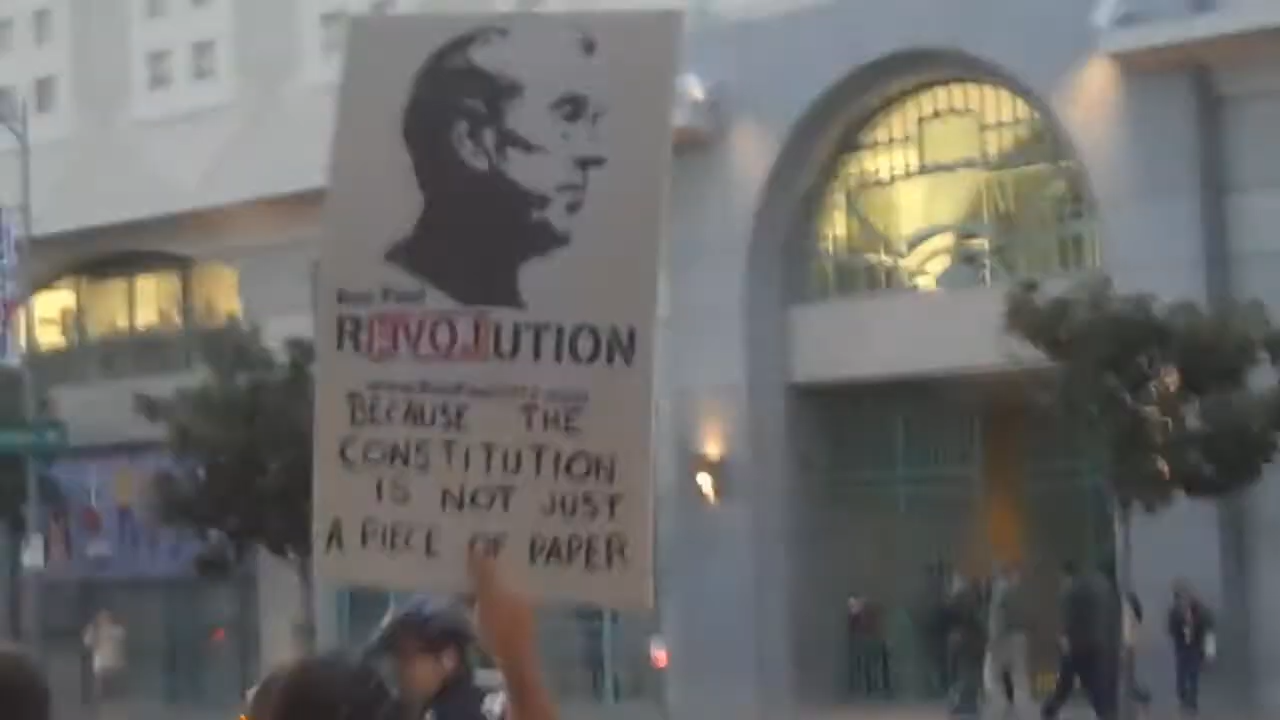 Ron Paul
REVOLUTION
BECAUSE THE
CONSTITUTION
IS NOT JUST
A PIECE OF PAPER